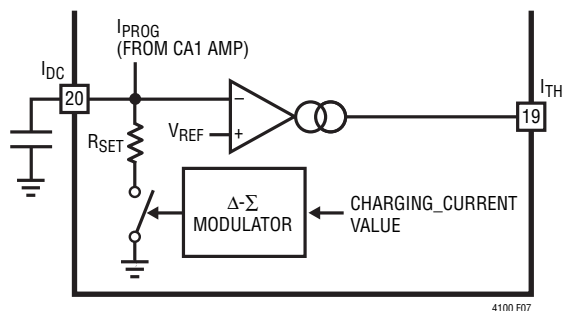 I_PROG
(FROM CA1 AMP)
I_DC
20
R_SET
V_REF
−
+
I_TH
19
Δ-Σ
MODULATOR
CHARGING_CURRENT
VALUE
4100 F07